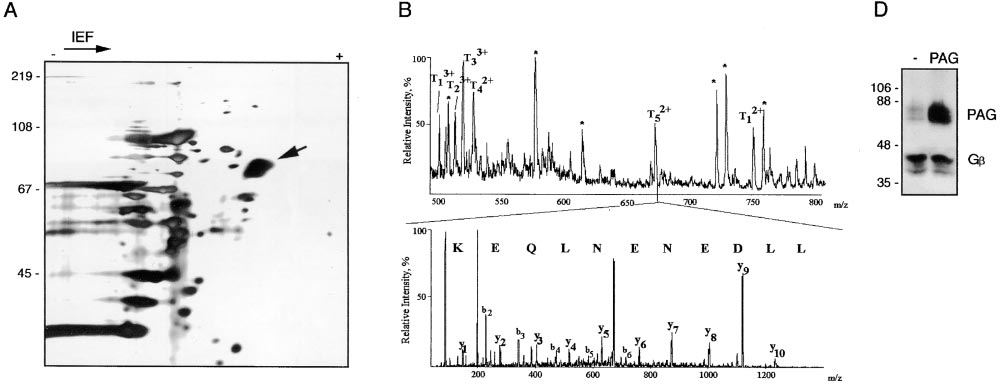 A
IEF
- +
219 -
108 -
67 -
45 -
B
Relative Intensity, %
100
50
T1 3+ * T2 3+ T3 3+ T4 2+ * * T5 2+ * * T1 2+ *
500 550 600 650 700 750 800 m/z
Relative Intensity, %
100
50
K E Q L N E N E D L L
y1 b2 y2 b3 y3 b4 y4 b5 y5 b6 y6 y7 y8 y9 y10
200 400 600 800 1000 1200 m/z
D
- PAG
106 -
88 -
48 -
35 -
PAG
Gβ